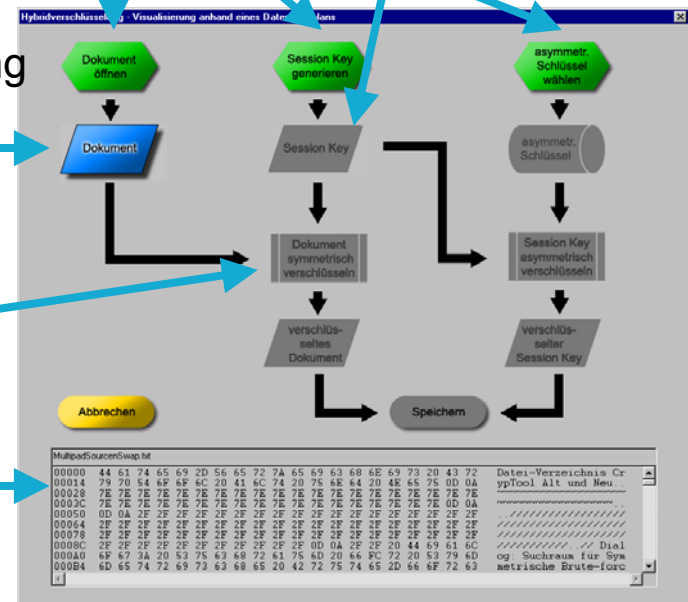 Hybridverschlüsselung - Visualisierung anhand eines
ng
Dokument
öffnen
Session Key
generieren
asymmetr.
Schlüssel
wählen
Dokument
Session Key
asymmetr.
Schlüssel
Dokument
symmetrisch
verschlüsseln
Session Key
asymmetrisch
verschlüsseln
verschlüs-
seltes
Dokument
verschlüs-
selter
Session Key
Abbrechen
Speichern
MultipadSourcenSwap.txt
00000 44 61 74 65 69 2D 56 65 72 7A 65 69 63 68 6E 69 73 20 43 72 Datei-Verzeichnis Cr
00014 79 70 54 6F 6F 6C 20 41 6C 74 20 75 6E 64 20 4E 65 75 0D 0A ypTool Alt und Neu..
00028 7E 7E 7E 7E 7E 7E 7E 7E 7E 7E 7E 7E 7E 7E 7E 7E 7E 7E 7E 7E ~~~~~~~~~~~~~~~~~~~~
0003C 7E 7E 7E 7E 7E 7E 7E 7E 7E 7E 7E 7E 7E 7E 7E 7E 7E 7E 0D 0A ~~~~~~~~~~~~~~~~~~..
00050 0D 0A 2F 2F 2F 2F 2F 2F 2F 2F 2F 2F 2F 2F 2F 2F 2F 2F 2F 2F ..//////////////////
00064 2F 2F 2F 2F 2F 2F 2F 2F 2F 2F 2F 2F 2F 2F 2F 2F 2F 2F 2F 2F ////////////////////
00078 2F 2F 2F 2F 2F 2F 2F 2F 2F 2F 2F 2F 2F 2F 2F 2F 2F 2F 2F 2F ////////////////////
0008C 2F 2F 2F 2F 2F 2F 2F 2F 2F 2F 2F 0D 0A 2F 2F 20 44 69 61 6C ///////////..// Dial
000A0 6F 67 3A 20 53 75 63 68 72 61 75 6D 20 66 FC 72 20 53 79 6D og: Suchraum für Sym
000B4 6D 65 74 72 69 73 63 68 65 20 42 72 75 74 65 2D 66 6F 72 63 metrische Brute-forc